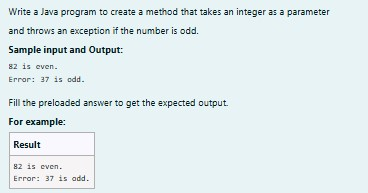 Write a Java program to create a method that takes an integer as a parameter
and throws an exception if the number is odd.
Sample input and Output:
82 is even.
Error: 37 is odd.
Fill the preloaded answer to get the expected output.
For example:
Result
82 is even.
Error: 37 is odd.